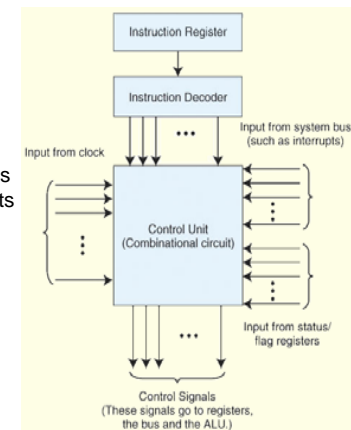 Instruction Register
Instruction Decoder
Input from system bus
(such as interrupts)
Input from clock
s
ts
Control Unit
(Combinational circuit)
Input from status/
flag registers
Control Signals
(These signals go to registers,
the bus and the ALU.)